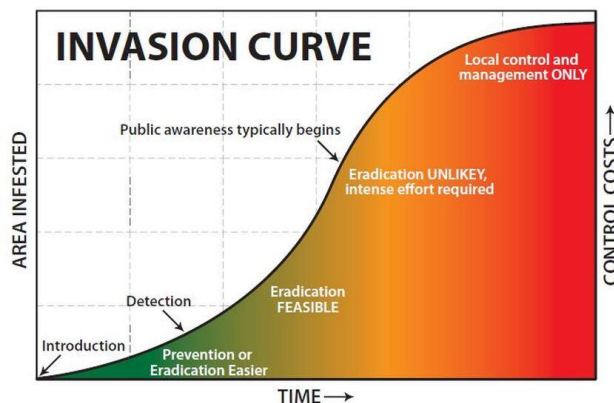 INVASION CURVE
Local control and
management ONLY
Public awareness typically begins
Eradication UNLIKEY,
intense effort required
Eradication
FEASIBLE
Detection
Introduction
Prevention or
Eradication Easier
AREA INFESTED
CONTROL COSTS→
TIME→